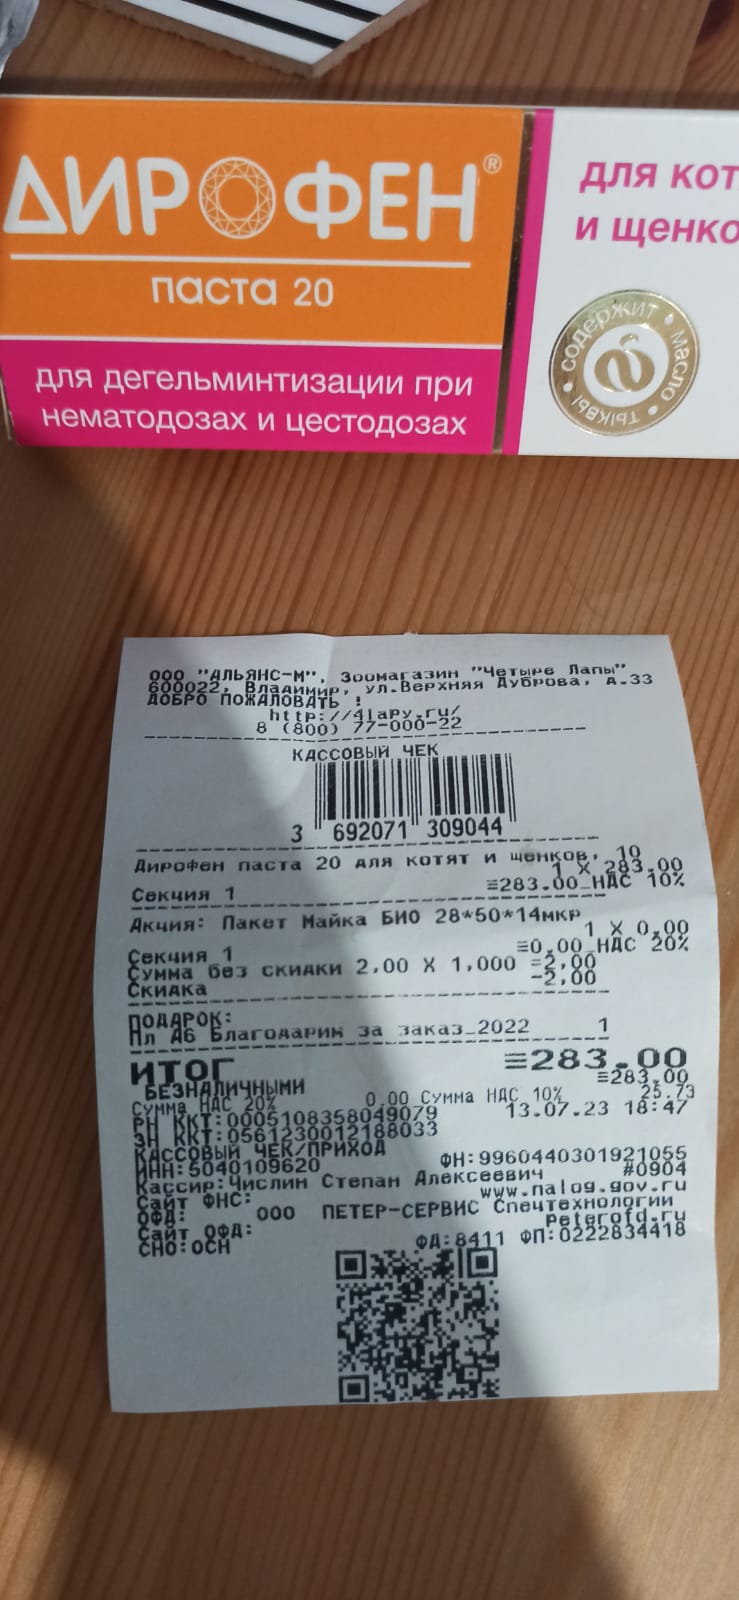 ДИРОФЕН®
паста 20
для дегельминтизации при
нематодозах и цестодозах
для кот
и щенко
содержит • масло • тыквы •
ООО "АЛЬЯНС-М", Зоомагазин "Четыре Лапы"
600022, Владимир, ул.Верхняя Дуброва, д.33
ДОБРО ПОЖАЛОВАТЬ !
http://4lapy.ru/
8 (800) 77-000-22
КАССОВЫЙ ЧЕК
3 692071 309044
Дирофен паста 20 для котят и щенков, 10
1 X 283.00
Секция 1 ≡283.00_НДС 10%
Акция: Пакет Майка БИО 28*50*14мкр
1 X 0.00
Секция 1 ≡0.00_НДС 20%
Сумма без скидки 2,00 X 1,000 =2,00
Скидка -2,00
ПОДАРОК:
Пл А6 Благодарим за заказ_2022 1
ИТОГ ≡283.00
БЕЗНАЛИЧНЫМИ ≡283.00
Сумма НДС 20% 0.00 Сумма НДС 10% 25.73
РН ККТ:0005108358049079 13.07.23 18:47
ЗН ККТ:0561230012188033
КАССОВЫЙ ЧЕК/ПРИХОД
ИНН:5040109620 ФН:9960440301921055
Кассир:Числин Степан Алексеевич #0904
Сайт ФНС: www.nalog.gov.ru
ОФД: ООО ПЕТЕР-СЕРВИС Спецтехнологии
Сайт ОФД: peterofd.ru
СНО:ОСН ФД:8411 ФП:0222834418